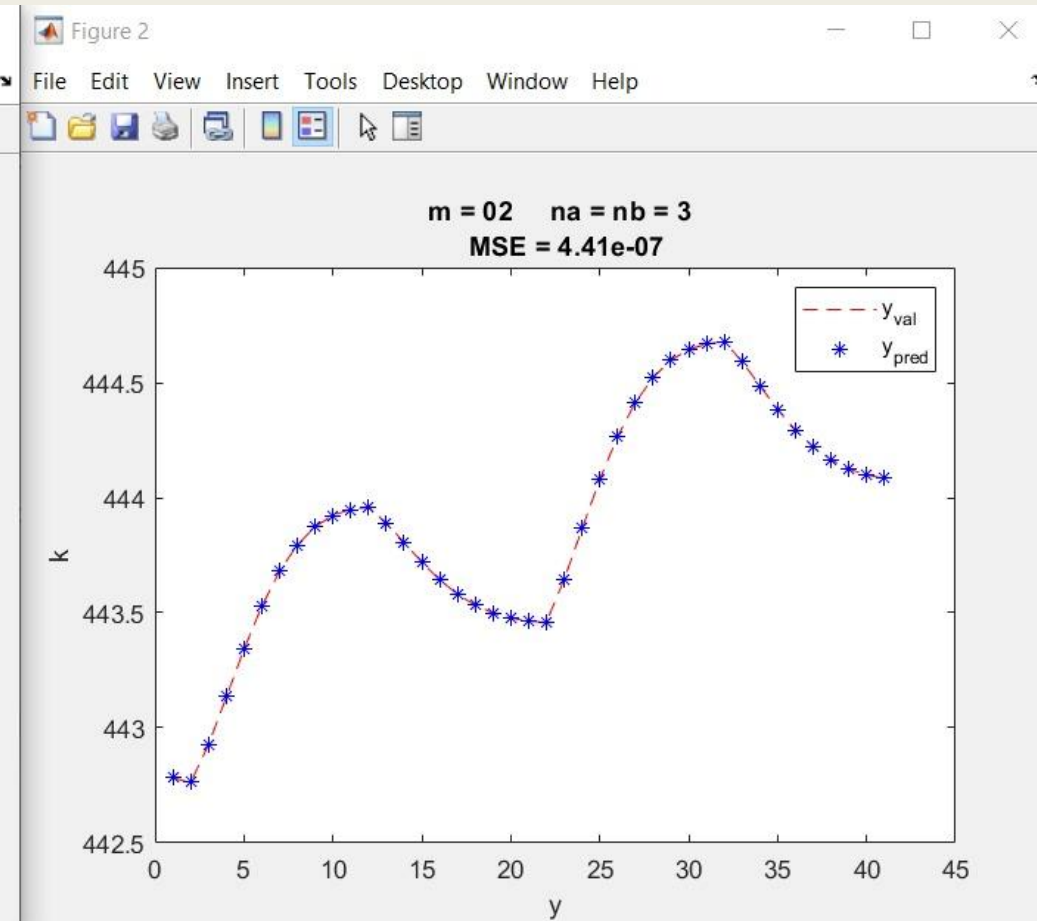 Figure 2
File Edit View Insert Tools Desktop Window Help
m = 02 na = nb = 3
MSE = 4.41e-07
445
444.5
444
443.5
443
442.5
k
y_val
y_pred
0 5 10 15 20 25 30 35 40 45
y